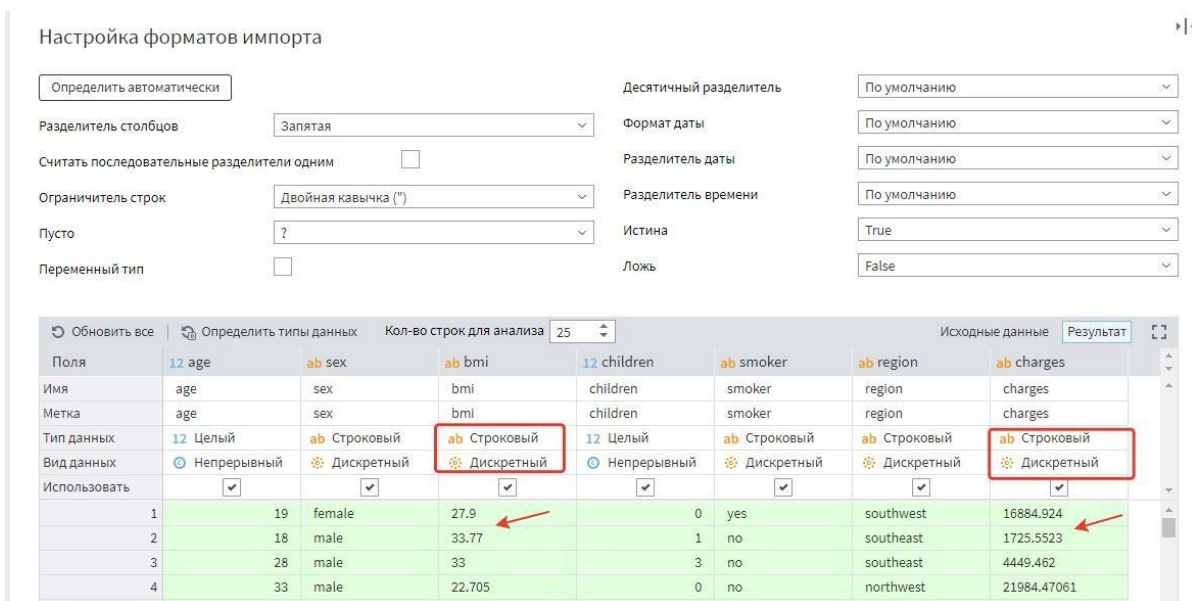 Настройка форматов импорта
Определить автоматически
Десятичный разделитель По умолчанию
Разделитель столбцов Запятая Формат даты По умолчанию
Считать последовательные разделители одним Разделитель даты По умолчанию
Ограничитель строк Двойная кавычка (") Разделитель времени По умолчанию
Пусто ? Истина True
Переменный тип Ложь False
Обновить все Определить типы данных Кол-во строк для анализа 25 Исходные данные Результат
Поля 12 age ab sex ab bmi 12 children ab smoker ab region ab charges
Имя age sex bmi children smoker region charges
Метка age sex bmi children smoker region charges
Тип данных 12 Целый ab Строковый ab Строковый 12 Целый ab Строковый ab Строковый ab Строковый
Вид данных Непрерывный Дискретный Дискретный Непрерывный Дискретный Дискретный Дискретный
Использовать
1 19 female 27.9 0 yes southwest 16884.924
2 18 male 33.77 1 no southeast 1725.5523
3 28 male 33 3 no southeast 4449.462
4 33 male 22.705 0 no northwest 21984.47061